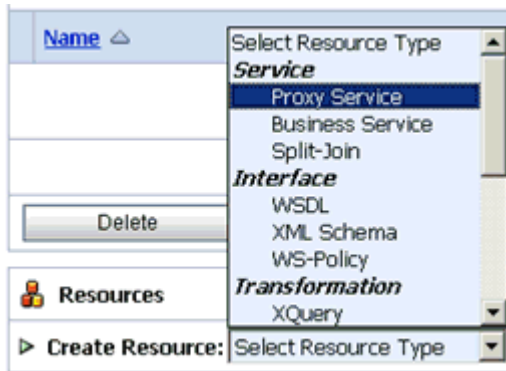 Name
Select Resource Type
Service
Proxy Service
Business Service
Split-Join
Interface
WSDL
XML Schema
WS-Policy
Transformation
XQuery
Delete
Resources
Create Resource: Select Resource Type